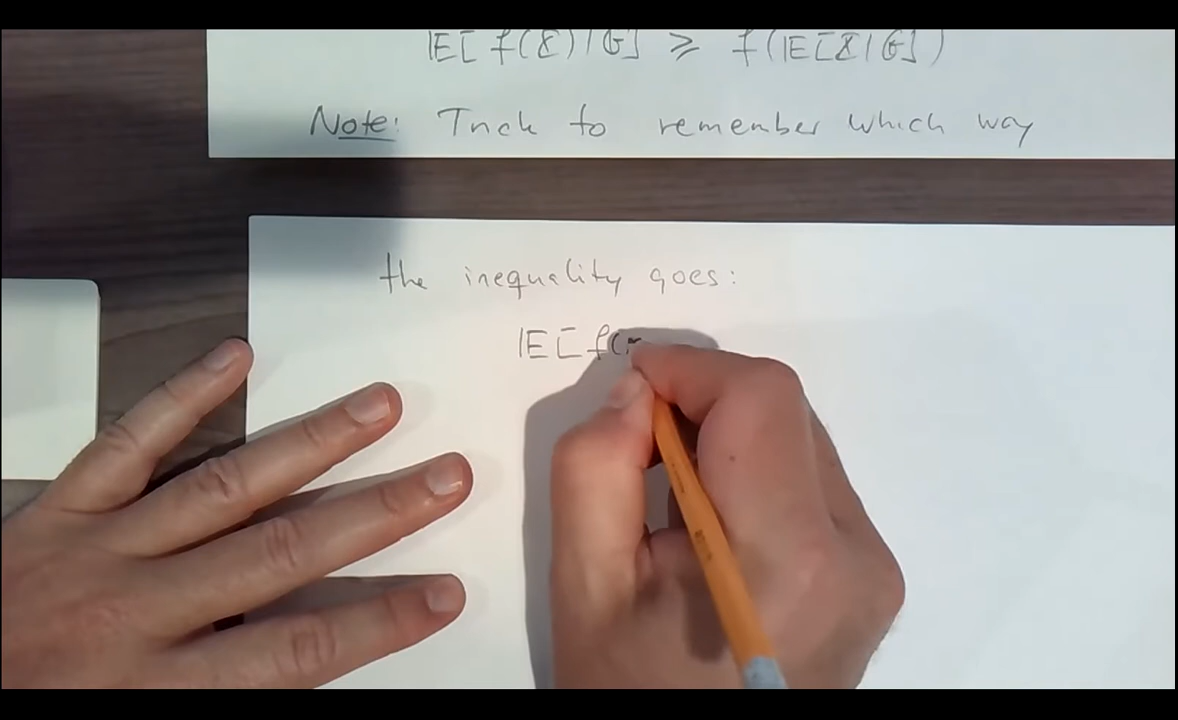 𝔼[f(X)|G] ≥ f(𝔼[X|G])
Note: Trick to remember which way
the inequality goes:
𝔼[f(